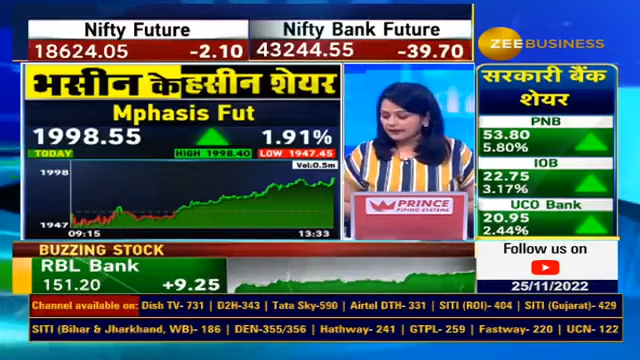 Nifty Future
18624.05 -2.10
Nifty Bank Future
43244.55 -39.70
ZEE BUSINESS
भसीन के हसीन शेयर
Mphasis Fut
1998.55 1.91%
TODAY HIGH 1998.40 LOW 1947.45
Vol:0.5m
1998
1947
09:15 13:33
PRINCE
PIPING SYSTEMS
सरकारी बैंक
शेयर
PNB
53.80
5.80%
IOB
22.75
3.17%
UCO Bank
20.95
2.44%
BUZZING STOCK
RBL Bank
151.20 +9.25
Follow us on
25/11/2022
Channel available on: Dish TV- 731 | D2H-343 | Tata Sky-590 | Airtel DTH- 331 | SITI (ROI)- 404 | SITI (Gujarat)- 429
SITI (Bihar & Jharkhand, WB)- 186 | DEN-355/356 | Hathway- 241 | GTPL- 259 | Fastway- 220 | UCN- 122